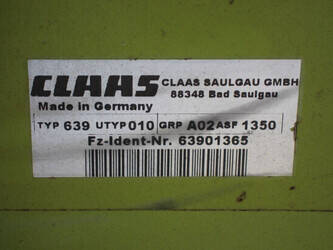 CLAAS CLAAS SAULGAU GMBH
88348 Bad Saulgau
Made in Germany
TYP 639 UTYP 010 GRP A02 ASF 1350
Fz-Ident-Nr. 63901365